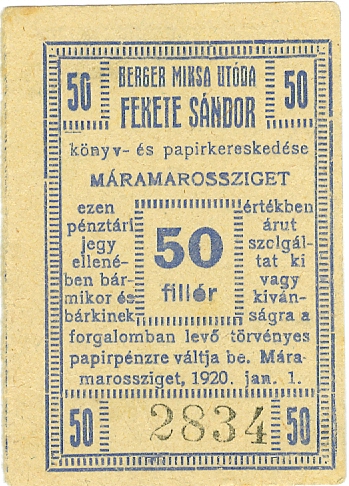 50 BERGER MIKSA UTÓDA 50
FEKETE SÁNDOR
könyv- és papirkereskedése
MÁRAMAROSSZIGET
ezen
pénztári
jegy
ellené-
ben bár-
mikor és
bárkinek
50
fillér
értékben
árut
szolgál-
tat ki
vagy
kiván-
ságra a
forgalomban levő törvényes
papirpénzre váltja be. Mára-
marossziget, 1920. jan. 1.
50 2834 50